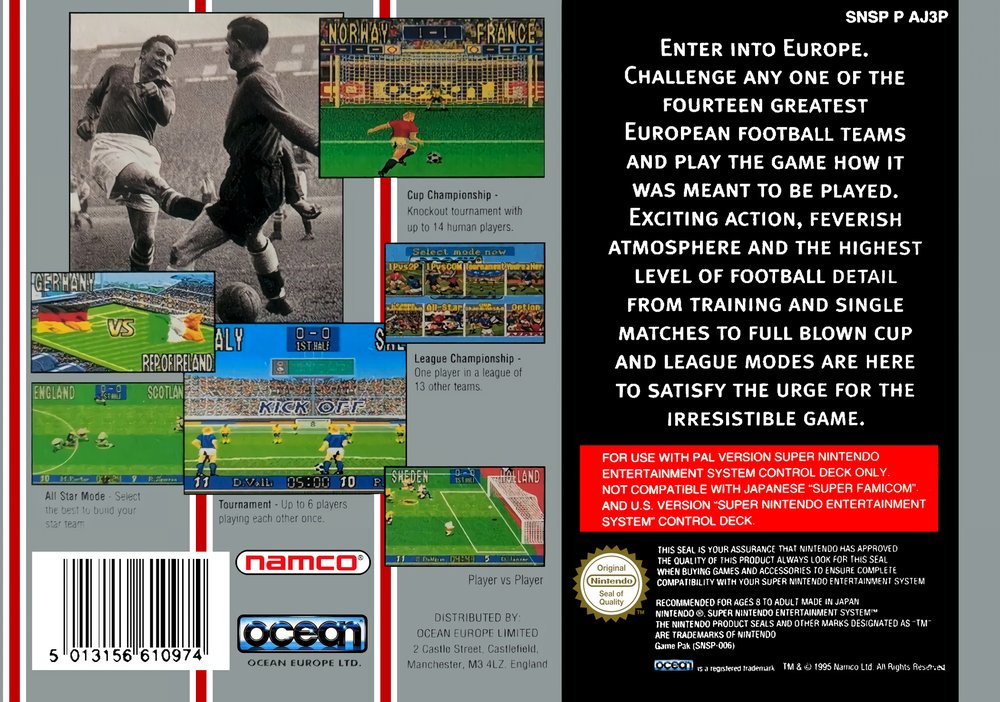 NORWAY 1-1 FRANCE
Cup Championship -
Knockout tournament with
up to 14 human players.
Select mode now
1PvsCOM
All-Star
Option
League Championship -
One player in a league of
13 other teams.
GERMANY
VS
REP.OF IRELAND
ENGLAND 0-0
ALY 0-0
1ST HALF
KICK OFF
11 05:00 10 P
All Star Mode - Select
the best to build your
star team
Tournament - Up to 6 players
playing each other once.
SWEDEN 0-0 HOLLAND
Player vs Player
namco®
ocean
OCEAN EUROPE LTD.
DISTRIBUTED BY:
OCEAN EUROPE LIMITED
2 Castle Street, Castlefield,
Manchester, M3 4LZ. England
5 013156 610974
SNSP P AJ3P
ENTER INTO EUROPE.
CHALLENGE ANY ONE OF THE
FOURTEEN GREATEST
EUROPEAN FOOTBALL TEAMS
AND PLAY THE GAME HOW IT
WAS MEANT TO BE PLAYED.
EXCITING ACTION, FEVERISH
ATMOSPHERE AND THE HIGHEST
LEVEL OF FOOTBALL DETAIL
FROM TRAINING AND SINGLE
MATCHES TO FULL BLOWN CUP
AND LEAGUE MODES ARE HERE
TO SATISFY THE URGE FOR THE
IRRESISTIBLE GAME.
FOR USE WITH PAL VERSION SUPER NINTENDO
ENTERTAINMENT SYSTEM CONTROL DECK ONLY.
NOT COMPATIBLE WITH JAPANESE "SUPER FAMICOM".
AND U.S. VERSION "SUPER NINTENDO ENTERTAINMENT
SYSTEM" CONTROL DECK.
Original
Nintendo
Seal of
Quality
TM
THIS SEAL IS YOUR ASSURANCE THAT NINTENDO HAS APPROVED
THE QUALITY OF THIS PRODUCT ALWAYS LOOK FOR THIS SEAL
WHEN BUYING GAMES AND ACCESSORIES TO ENSURE COMPLETE
COMPATIBILITY WITH YOUR SUPER NINTENDO ENTERTAINMENT SYSTEM
RECOMMENDED FOR AGES 8 TO ADULT MADE IN JAPAN
NINTENDO ®, SUPER NINTENDO ENTERTAINMENT SYSTEM™
THE NINTENDO PRODUCT SEALS AND OTHER MARKS DESIGNATED AS "TM"
ARE TRADEMARKS OF NINTENDO
Game Pak (SNSP-006)
ocean is a registered trademark TM & © 1995 Namco Ltd. All Rights Reserved